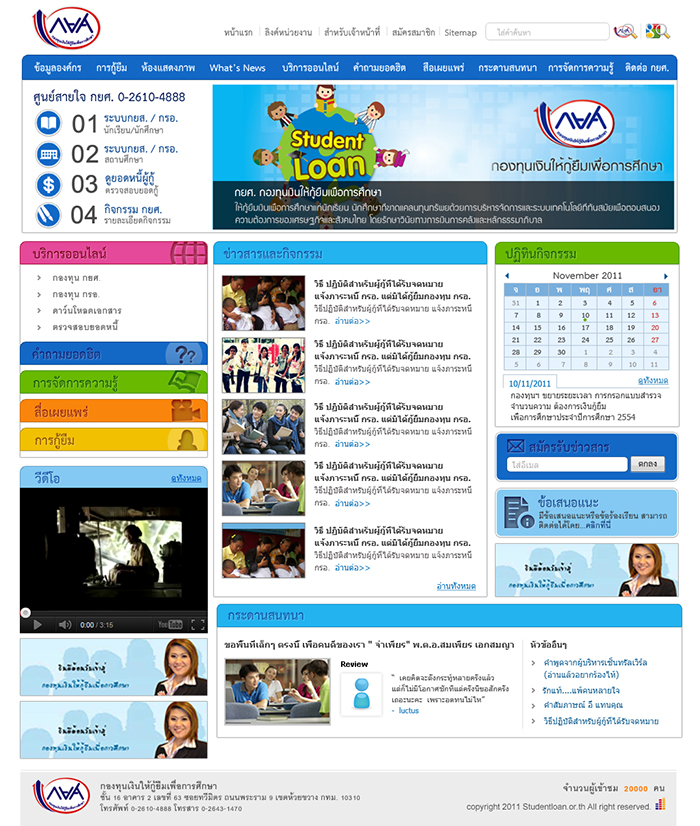 กยศ
หน้าแรก | ลิงค์หน่วยงาน | สำหรับเจ้าหน้าที่ | สมัครสมาชิก | Sitemap
ใส่คำค้นหา
ข้อมูลองค์กร การกู้ยืม ห้องแสดงภาพ What's News บริการออนไลน์ คำถามยอดฮิต สื่อเผยแพร่ กระดานสนทนา การจัดการความรู้ ติดต่อ กยศ.
ศูนย์สายใจ กยศ. 0-2610-4888
01 ระบบกยส. / กรอ.
นักเรียน/นักศึกษา
02 ระบบกยส. / กรอ.
สถานศึกษา
03 ดูยอดหนี้ผู้กู้
ตรวจสอบยอดกู้
04 กิจกรรม กยศ.
รายละเอียดกิจกรรม
Student
Loan
กยศ
กองทุนเงินให้กู้ยืมเพื่อการศึกษา
กยศ. กองทุนเงินให้กู้ยืมเพื่อการศึกษา
ให้กู้ยืมเงินเพื่อการศึกษาแก่นักเรียน นักศึกษาที่ขาดแคลนทุนทรัพย์ด้วยการบริหารจัดการและระบบเทคโนโลยีที่ทันสมัยเพื่อตอบสนอง
ความต้องการของเศรษฐกิจและสังคมไทย โดยรักษาวินัยทางการเงินการคลังและหลักธรรมาภิบาล
บริการออนไลน์
กองทุน กยศ.
กองทุน กรอ.
ดาวน์โหลดเอกสาร
ตรวจสอบยอดหนี้
คำถามยอดฮิต
การจัดการความรู้
สื่อเผยแพร่
การกู้ยืม
วีดีโอ
ดูทั้งหมด
0:00 / 3:15
YouTube
ยินดีต้อนรับเข้าสู่
กองทุนเงินให้กู้ยืมเพื่อการศึกษา
ยินดีต้อนรับเข้าสู่
กองทุนเงินให้กู้ยืมเพื่อการศึกษา
ข่าวสารและกิจกรรม
วิธี ปฏิบัติสำหรับผู้กู้ที่ได้รับจดหมาย
แจ้งภาระหนี้ กรอ. แต่มิได้กู้ยืมกองทุน กรอ.
วิธีปฏิบัติสำหรับผู้กู้ที่ได้รับจดหมาย แจ้งภาระหนี้
กรอ. อ่านต่อ>>
วิธี ปฏิบัติสำหรับผู้กู้ที่ได้รับจดหมาย
แจ้งภาระหนี้ กรอ. แต่มิได้กู้ยืมกองทุน กรอ.
วิธีปฏิบัติสำหรับผู้กู้ที่ได้รับจดหมาย แจ้งภาระหนี้
กรอ. อ่านต่อ>>
วิธี ปฏิบัติสำหรับผู้กู้ที่ได้รับจดหมาย
แจ้งภาระหนี้ กรอ. แต่มิได้กู้ยืมกองทุน กรอ.
วิธีปฏิบัติสำหรับผู้กู้ที่ได้รับจดหมาย แจ้งภาระหนี้
กรอ. อ่านต่อ>>
วิธี ปฏิบัติสำหรับผู้กู้ที่ได้รับจดหมาย
แจ้งภาระหนี้ กรอ. แต่มิได้กู้ยืมกองทุน กรอ.
วิธีปฏิบัติสำหรับผู้กู้ที่ได้รับจดหมาย แจ้งภาระหนี้
กรอ. อ่านต่อ>>
วิธี ปฏิบัติสำหรับผู้กู้ที่ได้รับจดหมาย
แจ้งภาระหนี้ กรอ. แต่มิได้กู้ยืมกองทุน กรอ.
วิธีปฏิบัติสำหรับผู้กู้ที่ได้รับจดหมาย แจ้งภาระหนี้
กรอ. อ่านต่อ>>
อ่านทั้งหมด
ปฏิทินกิจกรรม
November 2011
จ อ พ พฤ ศ ส อา
31 1 2 3 4 5 6
7 8 9 10 11 12 13
14 15 16 17 18 19 20
21 22 23 24 25 26 27
28 29 30 1 2 3 4
5 6 7 8 9 10 11
10/11/2011
ดูทั้งหมด
กองทุนฯ ขยายระยะเวลา การกรอกแบบสำรวจ
จำนวนความ ต้องการเงินกู้ยืม
เพื่อการศึกษาประจำปีการศึกษา 2554
สมัครรับข่าวสาร
ใส่อีเมล
ตกลง
ข้อเสนอแนะ
มีข้อเสนอแนะหรือข้อร้องเรียน สามารถ
ติดต่อได้โดย...คลิกที่นี่
ยินดีต้อนรับเข้าสู่
กองทุนเงินให้กู้ยืมเพื่อการศึกษา
กระดานสนทนา
ขอพื้นที่เล็กๆ ตรงนี้ เพื่อคนดีของเรา " จ่าเพียร" พ.ต.อ.สมเพียร เอกสมญา
Review
" เคยคิดจะลิงกระทู้หลายครั้งแล้ว
แต่ก็ไม่มีโอกาศซักทีแต่ครั้งนี้ขอสักครั้ง
เถอะนะคะ เพราะอดทนไม่ไห"
- luctus
หัวข้ออื่นๆ
คำพูดจากผู้บริหารเซ็นทรัลเวิร์ล
(อ่านแล้วอยากร้องไห้)
รักแท้....แพ้คนหลายใจ
คำสัมภาษณ์ อี แทนคุณ
วิธีปฏิบัติสำหรับผู้กู้ที่ได้รับจดหมาย
กยศ
กองทุนเงินให้กู้ยืมเพื่อการศึกษา
ชั้น 16 อาคาร 2 เลขที่ 63 ซอยทวีมิตร ถนนพระราม 9 เขตห้วยขวาง กทม. 10310
โทรศัพท์ 0-2610-4888 โทรสาร 0-2643-1470
จำนวนผู้เข้าชม 20000 คน
copyright 2011 Studentloan.or.th All right reserved.